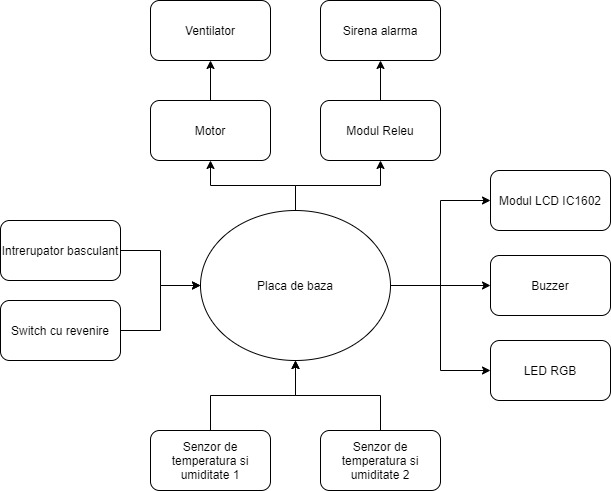 Ventilator
Sirena alarma
Motor
Modul Releu
Modul LCD IC1602
Intrerupator basculant
Placa de baza
Buzzer
Switch cu revenire
LED RGB
Senzor de
temperatura si
umiditate 1
Senzor de
temperatura si
umiditate 2